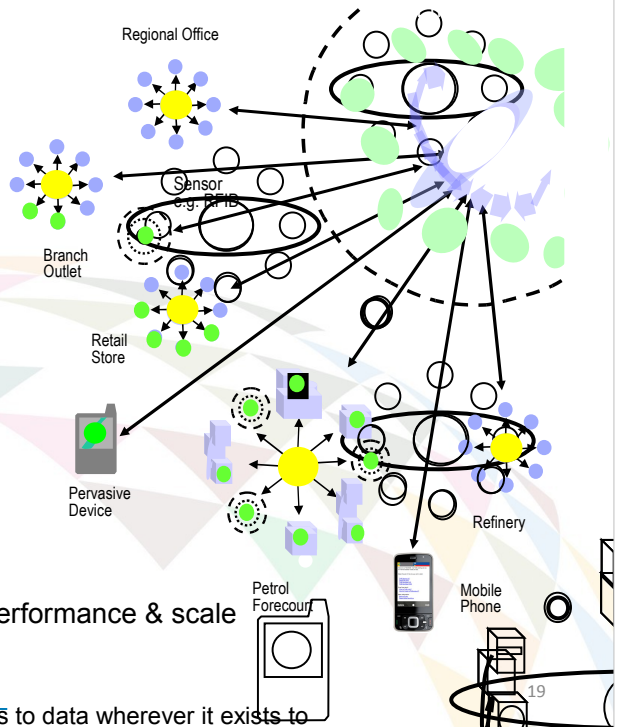 Regional Office
Sensor
e.g. RFID
Branch
Outlet
Retail
Store
Pervasive
Device
Refinery
Petrol
Forecourt
Mobile
Phone
erformance & scale
19
s to data wherever it exists to